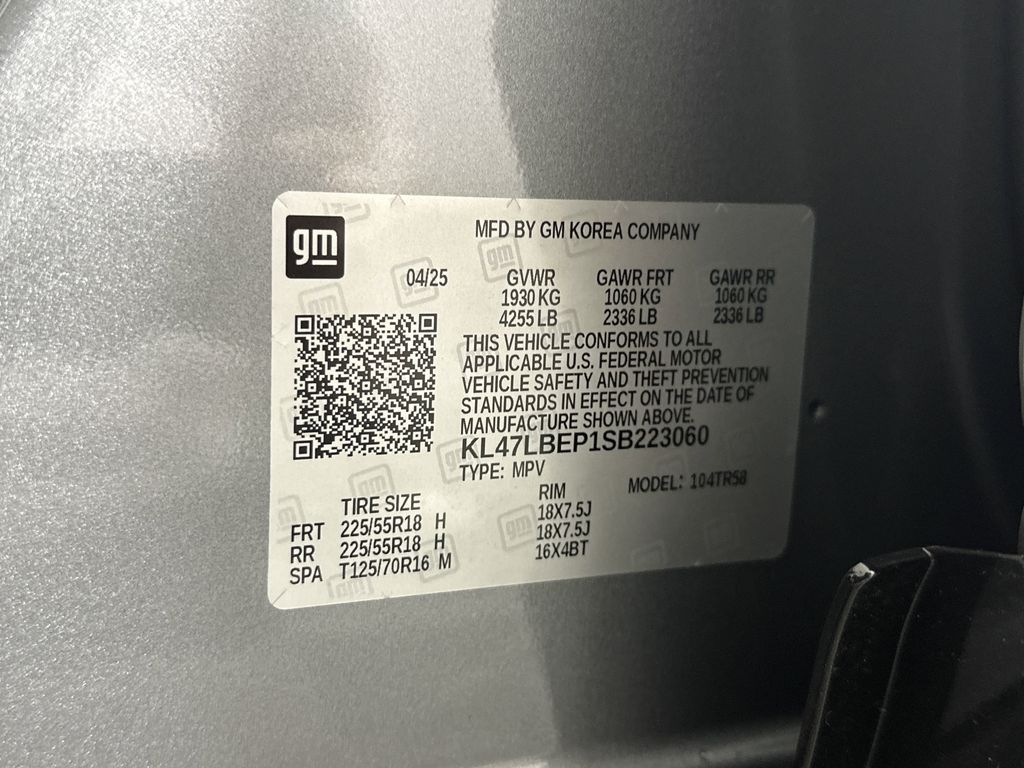 gm
MFD BY GM KOREA COMPANY
04/25 GVWR GAWR FRT GAWR RR
1930 KG 1060 KG 1060 KG
4255 LB 2336 LB 2336 LB
THIS VEHICLE CONFORMS TO ALL
APPLICABLE U.S. FEDERAL MOTOR
VEHICLE SAFETY AND THEFT PREVENTION
STANDARDS IN EFFECT ON THE DATE OF
MANUFACTURE SHOWN ABOVE.
KL47LBEP1SB223060
TYPE: MPV MODEL: 104TR58
TIRE SIZE RIM
FRT 225/55R18 H 18X7.5J
RR 225/55R18 H 18X7.5J
SPA T125/70R16 M 16X4BT